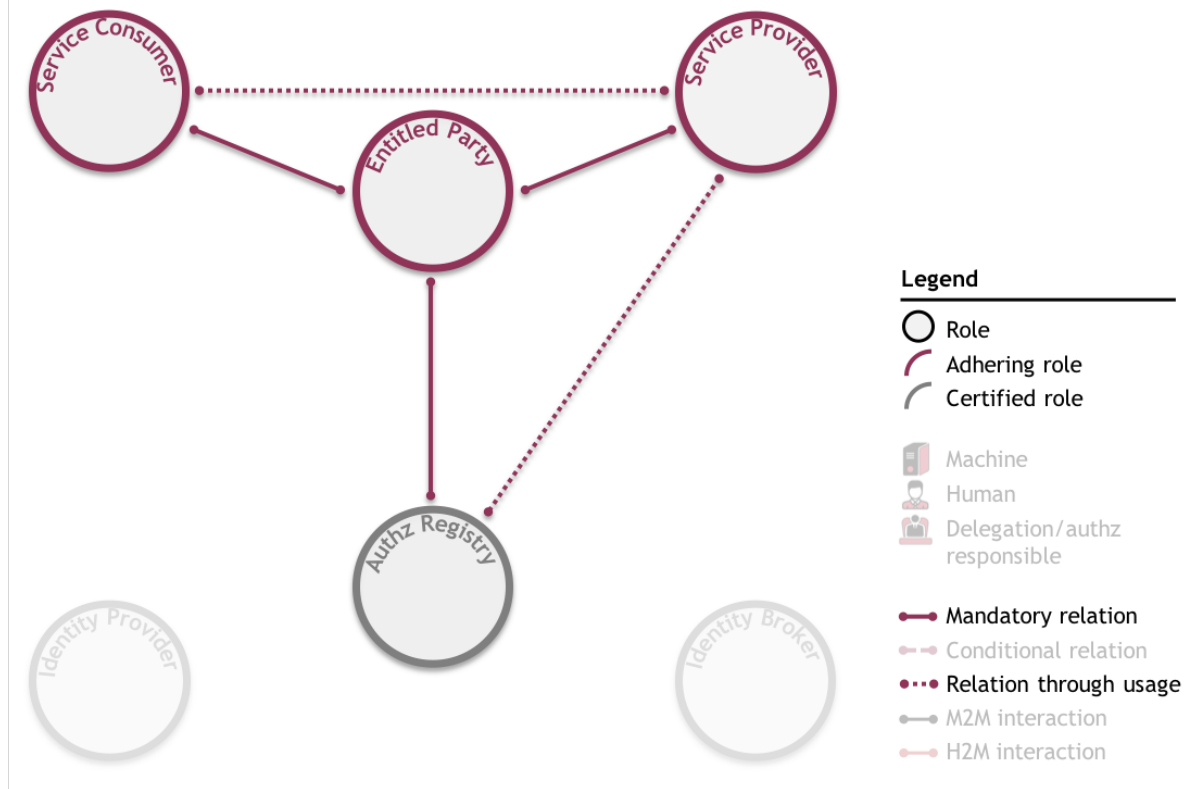 Service Consumer
Service Provider
Entitled Party
Authz Registry
Identity Provider
Identity Broker
Legend
Role
Adhering role
Certified role
Machine
Human
Delegation/authz
responsible
Mandatory relation
Conditional relation
Relation through usage
M2M interaction
H2M interaction